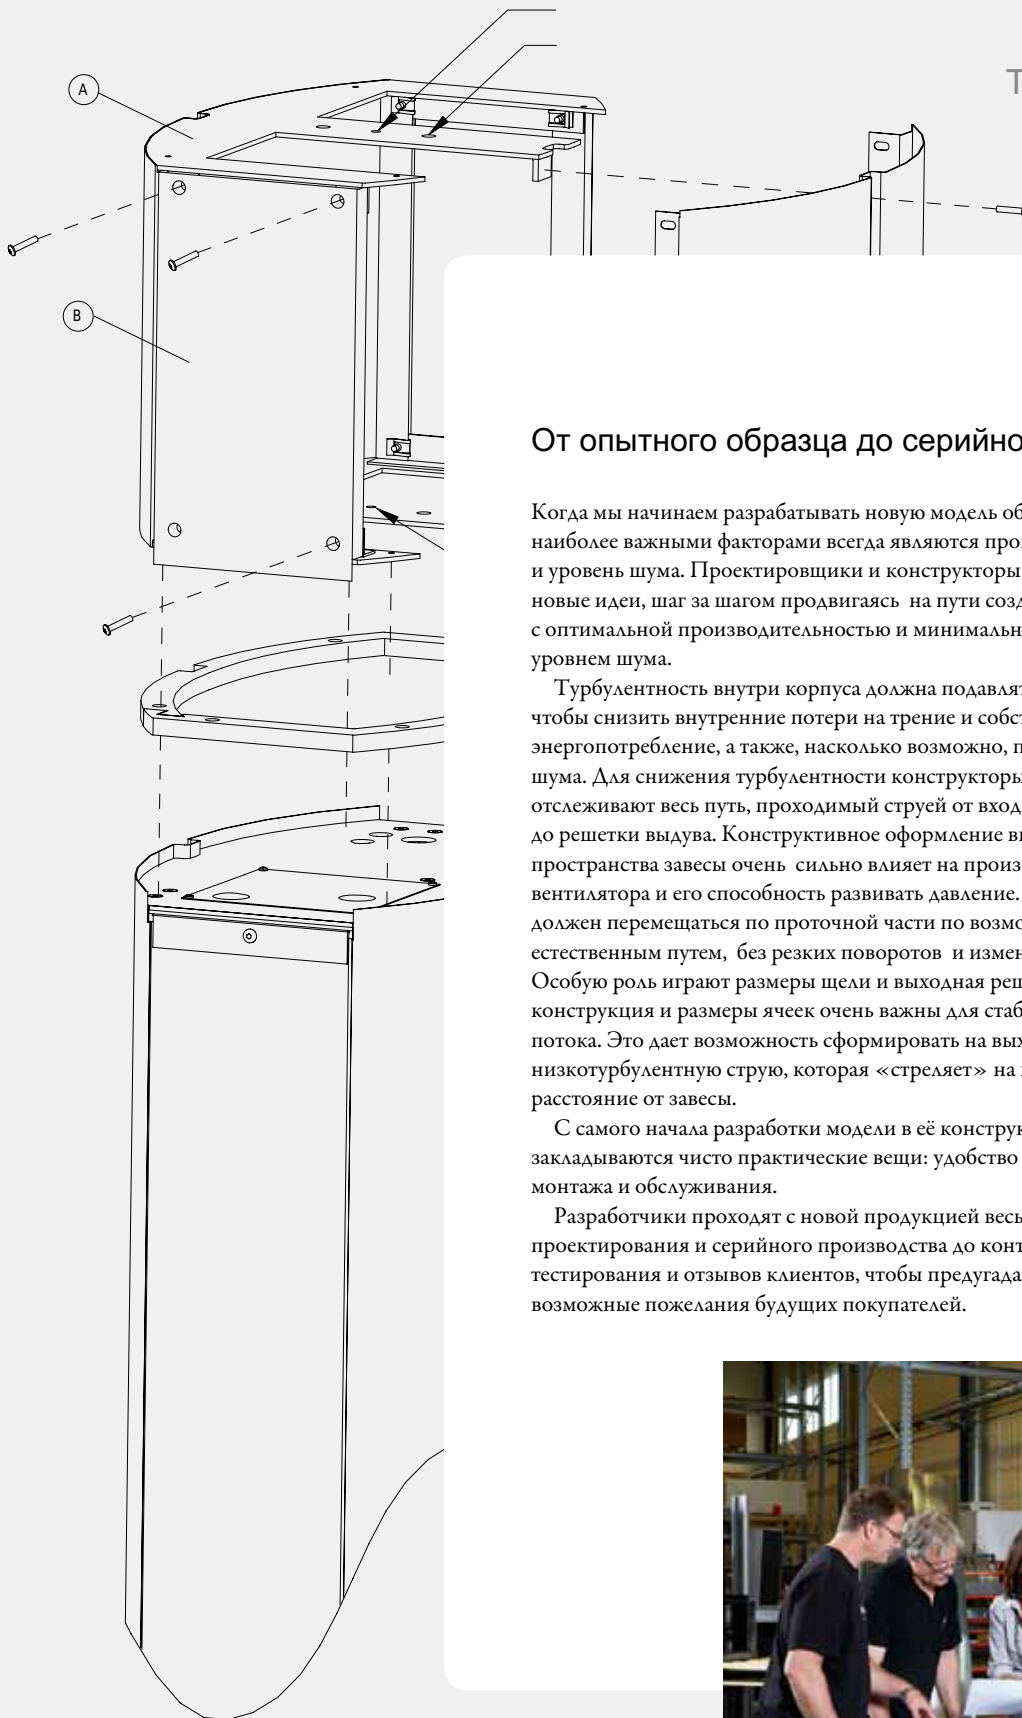 T
A
B
От опытного образца до серийно
Когда мы начинаем разрабатывать новую модель об
наиболее важными факторами всегда являются про
и уровень шума. Проектировщики и конструкторы
новые идеи, шаг за шагом продвигаясь на пути созд
с оптимальной производительностью и минимальн
уровнем шума.
Турбулентность внутри корпуса должна подавлят
чтобы снизить внутренние потери на трение и собст
энергопотребление, а также, насколько возможно, п
шума. Для снижения турбулентности конструкторы
отслеживают весь путь, проходимый струей от вход
до решетки выдува. Конструктивное оформление вн
пространства завесы очень сильно влияет на произ
вентилятора и его способность развивать давление.
должен перемещаться по проточной части по возмо
естественным путем, без резких поворотов и измен
Особую роль играют размеры щели и выходная реш
конструкция и размеры ячеек очень важны для стаб
потока. Это дает возможность сформировать на вых
низкотурбулентную струю, которая «стреляет» на
расстояние от завесы.
С самого начала разработки модели в её конструк
закладываются чисто практические вещи: удобство
монтажа и обслуживания.
Разработчики проходят с новой продукцией весь
проектирования и серийного производства до конт
тестирования и отзывов клиентов, чтобы предугада
возможные пожелания будущих покупателей.